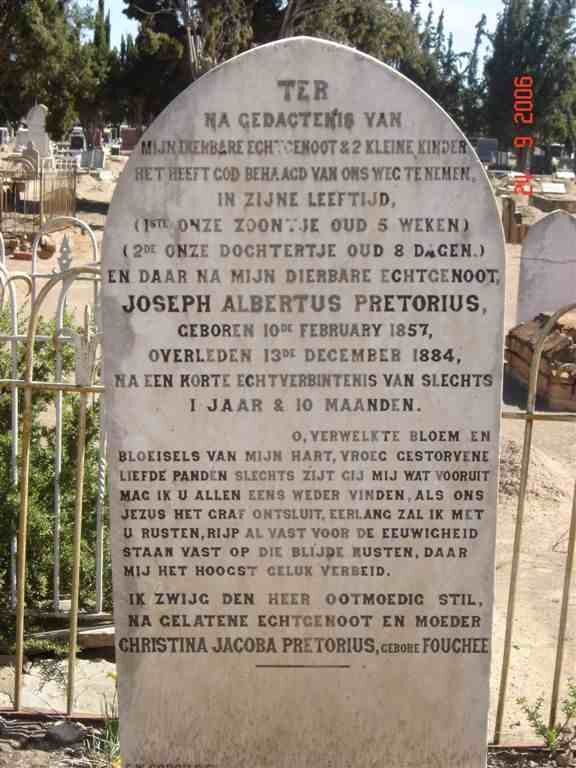 TER
NA GEDACTENIS VAN
MIJN DIERBARE ECHTGENOOT & 2 KLEINE KINDER
HET HEEFT GOD BEHAAGD VAN ONS WEG TE NEMEN,
IN ZIJNE LEEFTIJD,
(1STE ONZE ZOONTJE OUD 5 WEKEN)
(2DE ONZE DOCHTERTJE OUD 8 DAGEN.)
EN DAAR NA MIJN DIERBARE ECHTGENOOT,
JOSEPH ALBERTUS PRETORIUS,
GEBOREN 10DE FEBRUARY 1857,
OVERLEDEN 13DE DECEMBER 1884,
NA EEN KORTE ECHTVERBINTENIS VAN SLECHTS
1 JAAR & 10 MAANDEN.
O, VERWELKTE BLOEM EN
BLOEISELS VAN MIJN HART, VROEG GESTORVENE
LIEFDE PANDEN SLECHTS ZIJT GIJ MIJ WAT VOORUIT
MAG IK U ALLEN EENS WEDER VINDEN, ALS ONS
JEZUS HET GRAF ONTSLUIT, EERLANG ZAL IK MET
U RUSTEN, RIJP AL VAST VOOR DE EEUWIGHEID
STAAN VAST OP DIE BLIJDE KUSTEN, DAAR
MIJ HET HOOGST GELUK VERBEID.
IK ZWIJG DEN HEER OOTMOEDIG STIL,
NA GELATENE ECHTGENOOT EN MOEDER
CHRISTINA JACOBA PRETORIUS, GEBORE FOUCHEE
24 9 2006